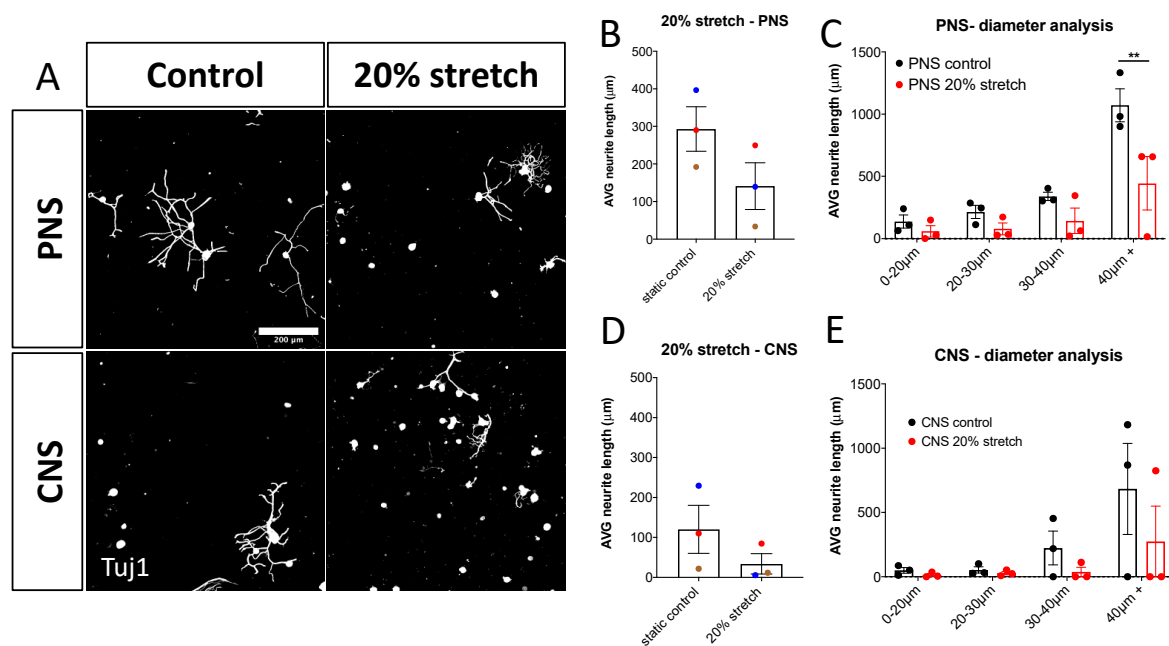 A
Control
20% stretch
PNS
CNS
200 µm
Tuj1
B
20% stretch - PNS
AVG neurite length (µm)
500
400
300
200
100
0
static control
20% stretch
C
PNS- diameter analysis
AVG neurite length (µm)
1500
1000
500
0
PNS control
PNS 20% stretch
**
0-20µm
20-30µm
30-40µm
40µm +
D
20% stretch - CNS
AVG neurite length (µm)
500
400
300
200
100
0
static control
20% stretch
E
CNS - diameter analysis
AVG neurite length (µm)
1500
1000
500
0
CNS control
CNS 20% stretch
0-20µm
20-30µm
30-40µm
40µm +